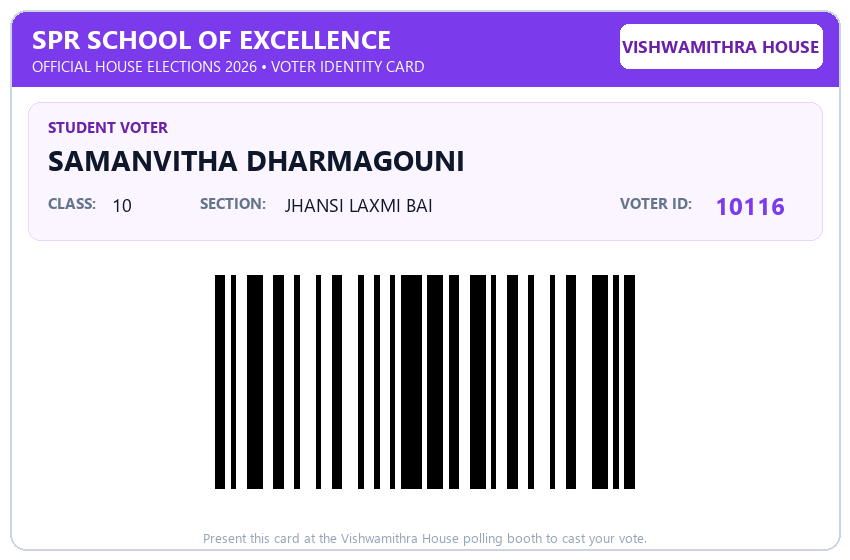 SPR SCHOOL OF EXCELLENCE
OFFICIAL HOUSE ELECTIONS 2026 • VOTER IDENTITY CARD
VISHWAMITHRA HOUSE
STUDENT VOTER
SAMANVITHA DHARMAGOUNI
CLASS: 10 SECTION: JHANSI LAXMI BAI VOTER ID: 10116
Present this card at the Vishwamithra House polling booth to cast your vote.